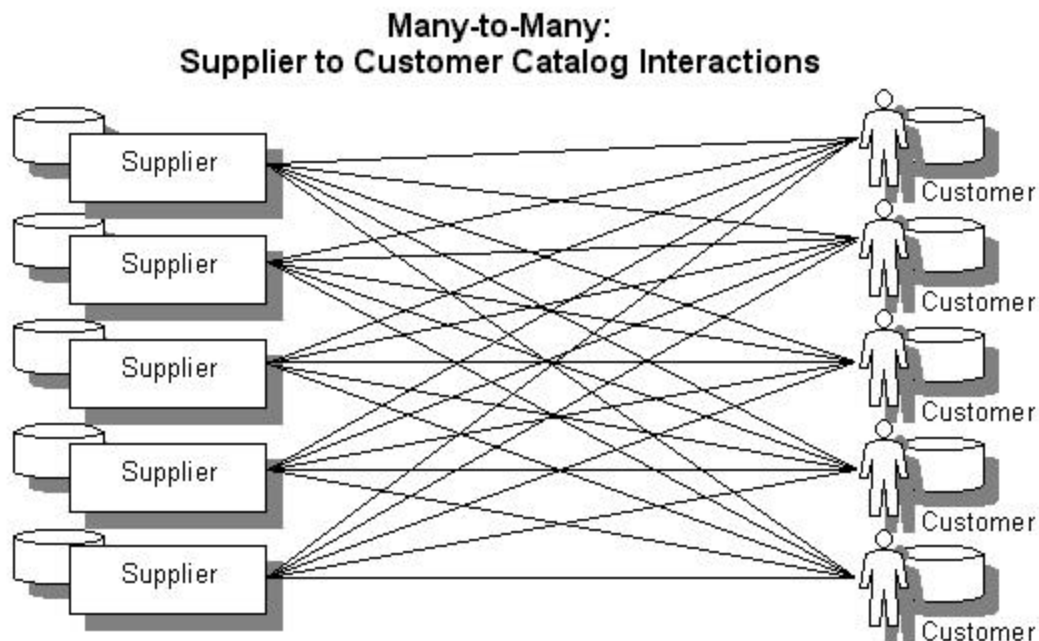 Many-to-Many:
Supplier to Customer Catalog Interactions
Supplier
Customer
Supplier
Customer
Supplier
Customer
Supplier
Customer
Supplier
Customer